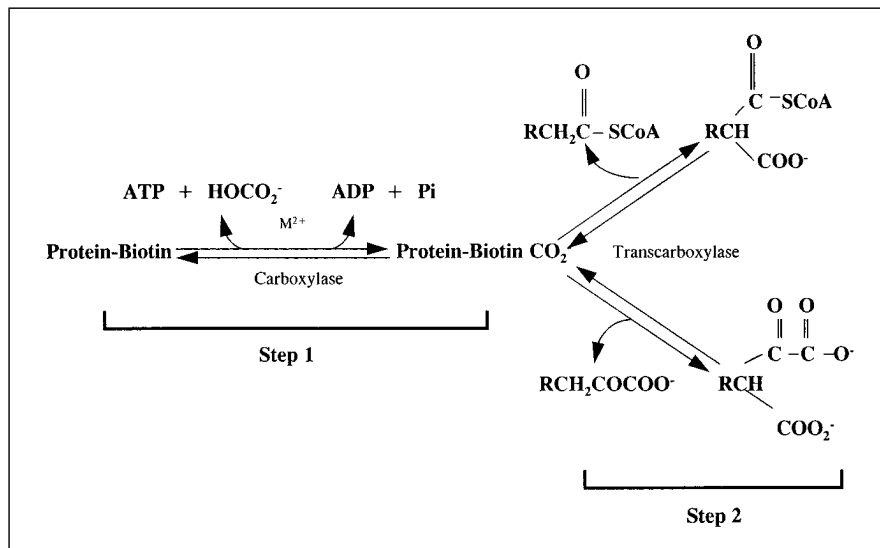 O
RCH₂C – SCoA
O
C – SCoA
RCH
COO⁻
ATP + HOCO₂⁻ ADP + Pi
M²⁺
Protein-Biotin
Carboxylase
Protein-Biotin CO₂
Transcarboxylase
Step 1
RCH₂COCOO⁻
O O
C – C – O⁻
RCH
COO₂⁻
Step 2